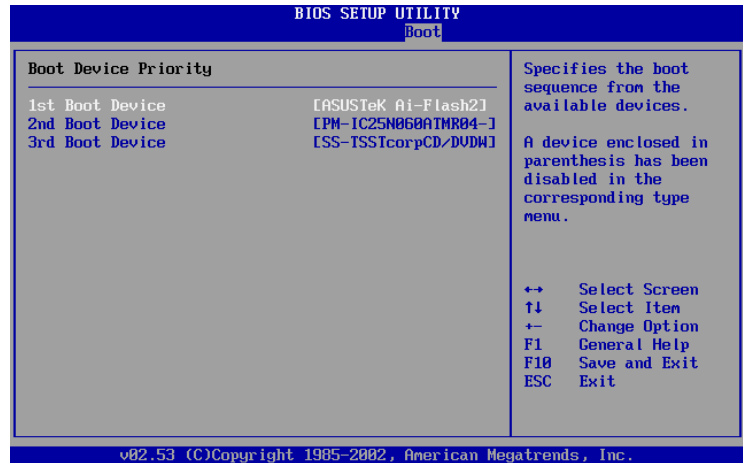 BIOS SETUP UTILITY
Boot
Boot Device Priority
1st Boot Device [ASUSTeK Ai-Flash2]
2nd Boot Device [PM-IC25N060ATMR04-]
3rd Boot Device [SS-TSSTcorpCD/DVDW]
Specifies the boot
sequence from the
available devices.
A device enclosed in
parenthesis has been
disabled in the
corresponding type
menu.
←→ Select Screen
↑↓ Select Item
+- Change Option
F1 General Help
F10 Save and Exit
ESC Exit
v02.53 (C)Copyright 1985-2002, American Megatrends, Inc.